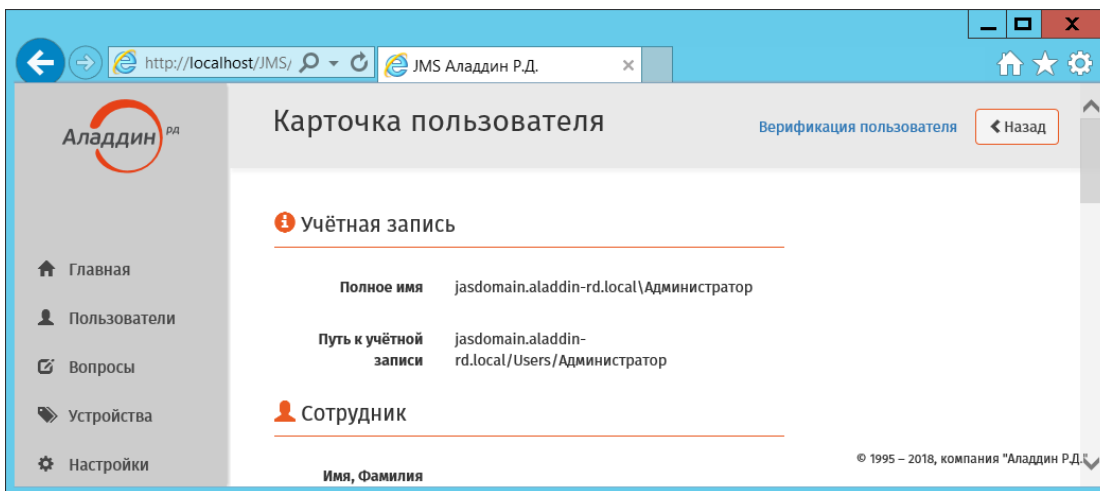 http://localhost/JMS/
JMS Аладдин Р.Д.
Аладдин РД
Карточка пользователя
Верификация пользователя
Назад
Учётная запись
Главная
Полное имя jasdomain.aladdin-rd.local\Администратор
Пользователи
Путь к учётной jasdomain.aladdin-
записи rd.local/Users/Администратор
Вопросы
Устройства
Сотрудник
Настройки
© 1995 – 2018, компания "Аладдин Р.Д."
Имя, Фамилия